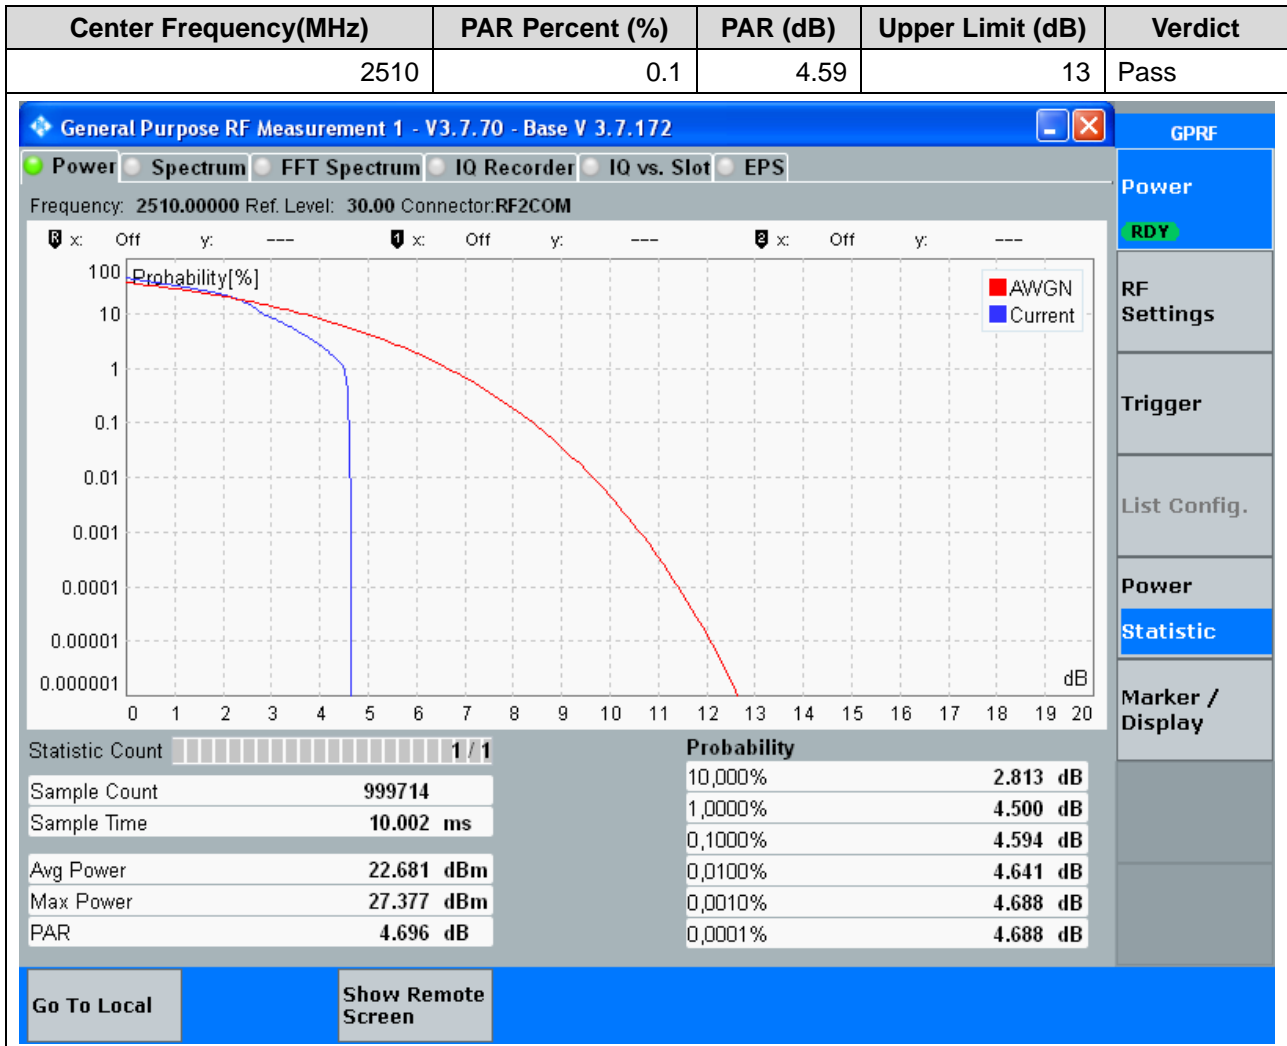 Center Frequency(MHz) PAR Percent (%) PAR (dB) Upper Limit (dB) Verdict
2510 0.1 4.59 13 Pass
General Purpose RF Measurement 1 - V3.7.70 - Base V 3.7.172
GPRF
Power Spectrum FFT Spectrum IQ Recorder IQ vs. Slot EPS
Frequency: 2510.00000 Ref. Level: 30.00 Connector:RF2COM
R x: Off y: --- 1 x: Off y: --- 2 x: Off y: ---
Probability[%]
AWGN
Current
100
10
1
0.1
0.01
0.001
0.0001
0.00001
0.000001
dB
0 1 2 3 4 5 6 7 8 9 10 11 12 13 14 15 16 17 18 19 20
Statistic Count 1 / 1
Sample Count 999714
Sample Time 10.002 ms
Avg Power 22.681 dBm
Max Power 27.377 dBm
PAR 4.696 dB
Probability
10,000% 2.813 dB
1,0000% 4.500 dB
0,1000% 4.594 dB
0,0100% 4.641 dB
0,0010% 4.688 dB
0,0001% 4.688 dB
Power
RDY
RF
Settings
Trigger
List Config.
Power
Statistic
Marker /
Display
Go To Local
Show Remote
Screen